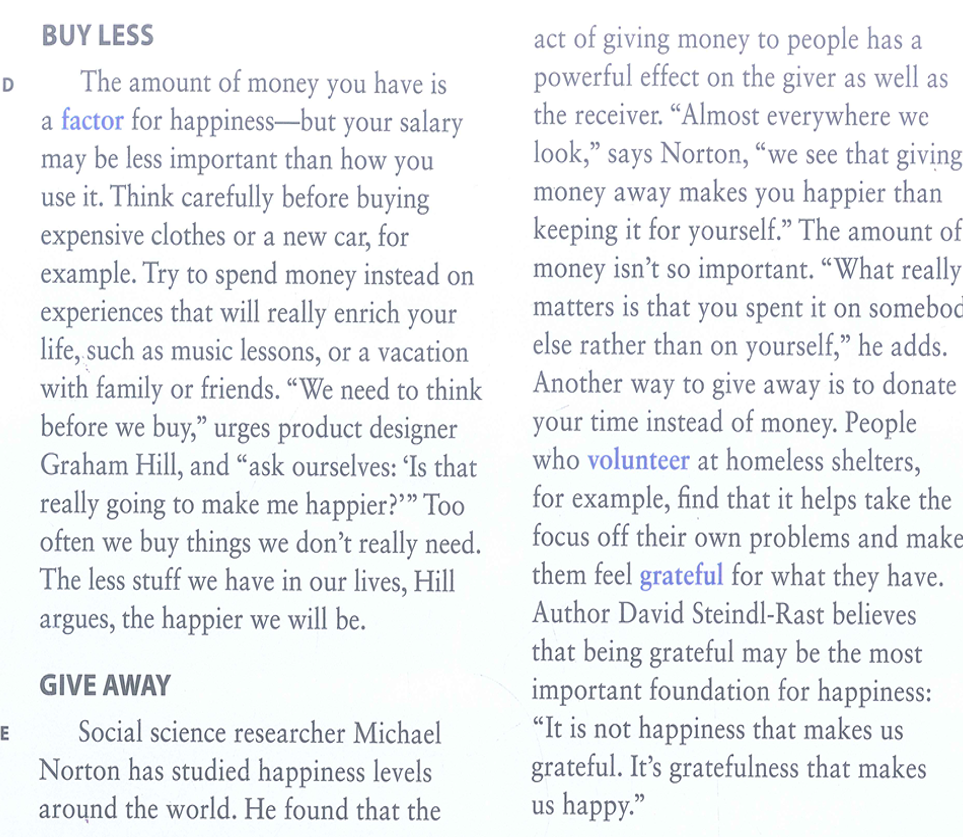 BUY LESS
D
The amount of money you have is
a factor for happiness—but your salary
may be less important than how you
use it. Think carefully before buying
expensive clothes or a new car, for
example. Try to spend money instead on
experiences that will really enrich your
life, such as music lessons, or a vacation
with family or friends. “We need to think
before we buy,” urges product designer
Graham Hill, and “ask ourselves: ‘Is that
really going to make me happier?’” Too
often we buy things we don’t really need.
The less stuff we have in our lives, Hill
argues, the happier we will be.
GIVE AWAY
E
Social science researcher Michael
Norton has studied happiness levels
around the world. He found that the
act of giving money to people has a
powerful effect on the giver as well as
the receiver. “Almost everywhere we
look,” says Norton, “we see that giving
money away makes you happier than
keeping it for yourself.” The amount of
money isn’t so important. “What really
matters is that you spent it on somebod
else rather than on yourself,” he adds.
Another way to give away is to donate
your time instead of money. People
who volunteer at homeless shelters,
for example, find that it helps take the
focus off their own problems and make
them feel grateful for what they have.
Author David Steindl-Rast believes
that being grateful may be the most
important foundation for happiness:
“It is not happiness that makes us
grateful. It’s gratefulness that makes
us happy.”